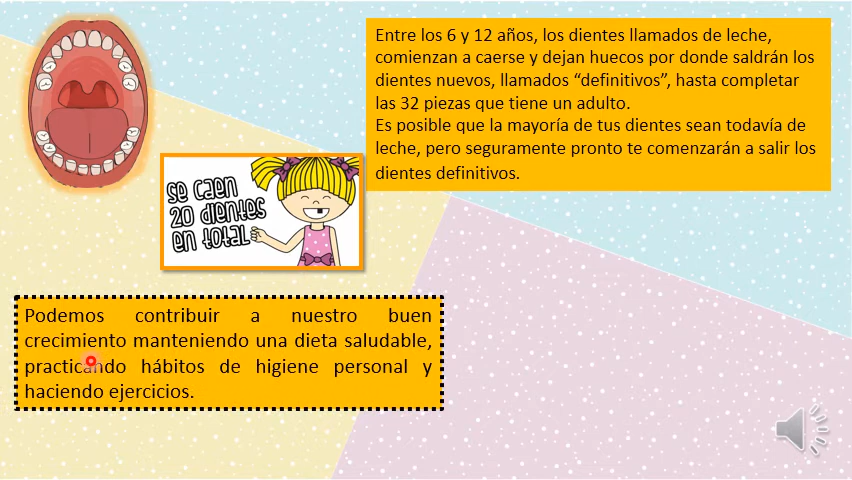 Entre los 6 y 12 años, los dientes llamados de leche,
comienzan a caerse y dejan huecos por donde saldrán los
dientes nuevos, llamados “definitivos”, hasta completar
las 32 piezas que tiene un adulto.
Es posible que la mayoría de tus dientes sean todavía de
leche, pero seguramente pronto te comenzarán a salir los
dientes definitivos.
se caen
20 dientes
en total
Podemos contribuir a nuestro buen
crecimiento manteniendo una dieta saludable,
practicando hábitos de higiene personal y
haciendo ejercicios.